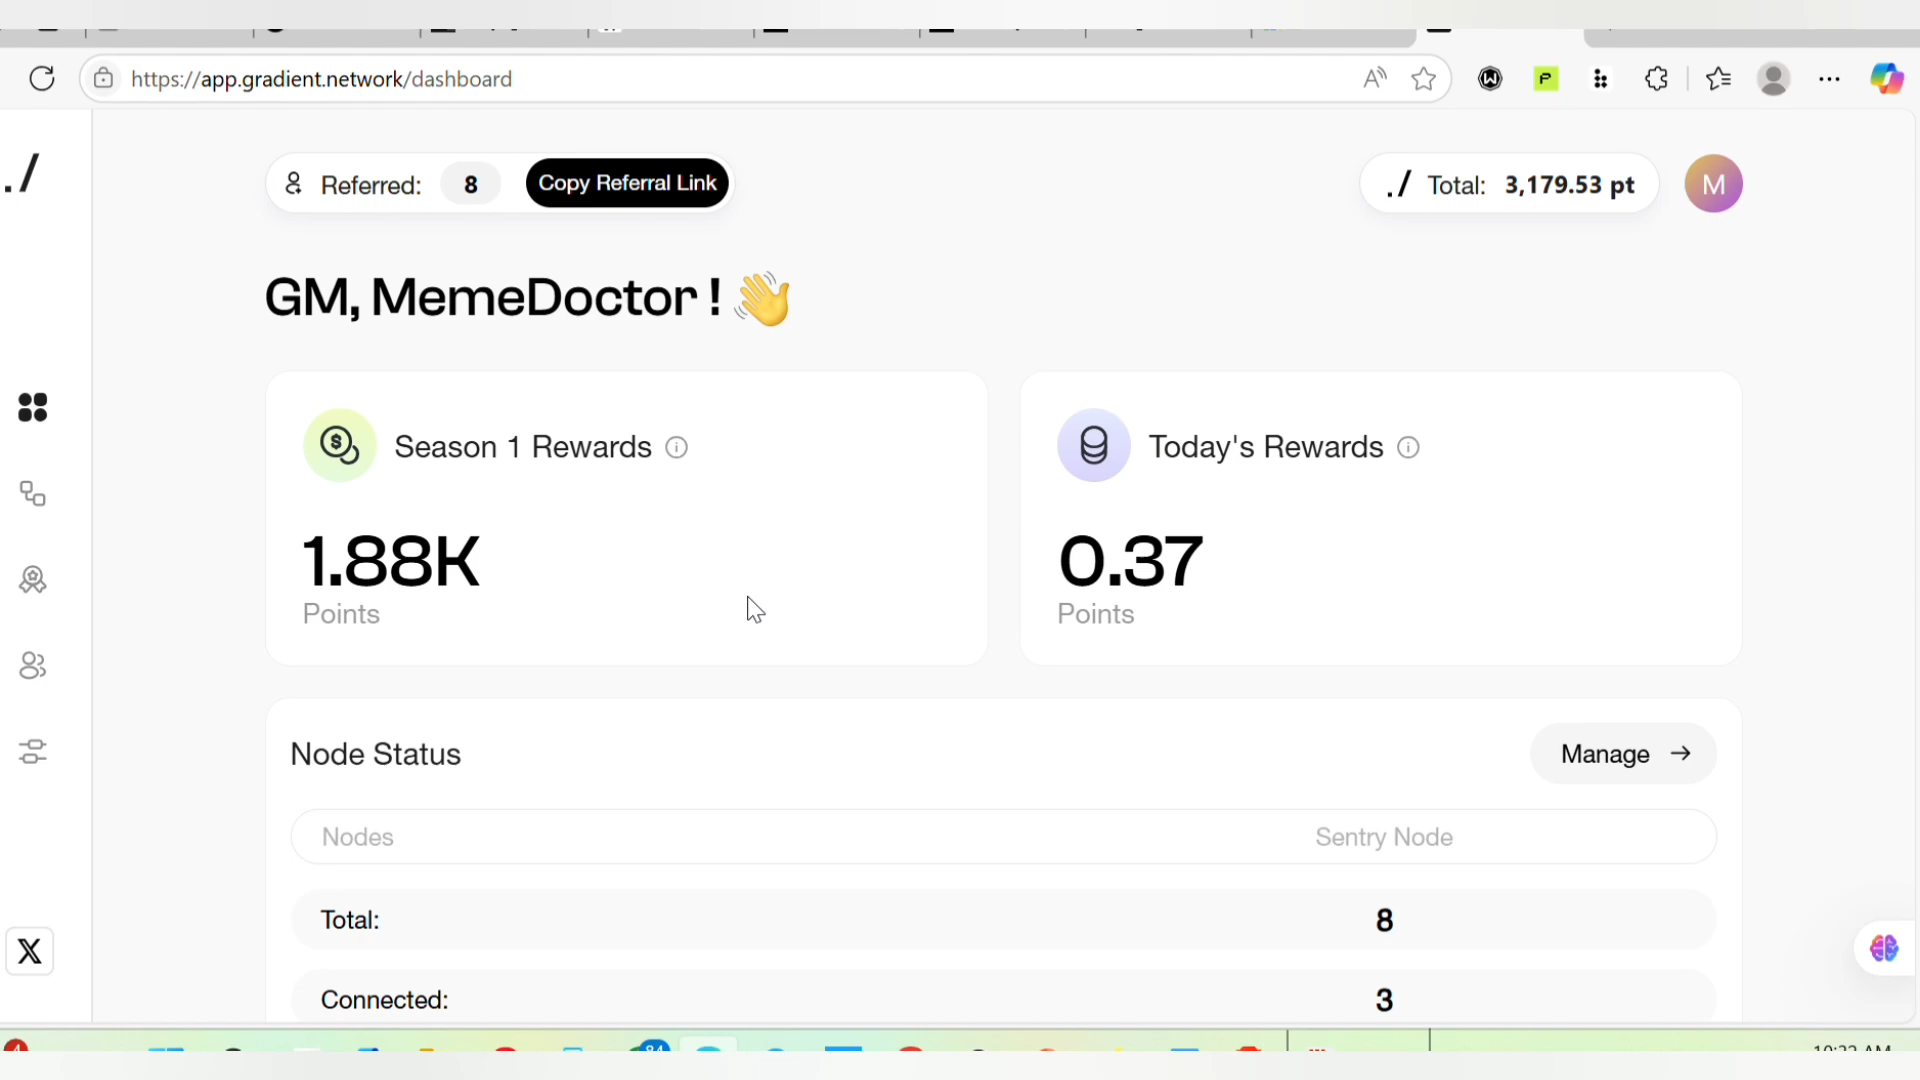 https://app.gradient.network/dashboard
Referred: 8 Copy Referral Link
./ Total: 3,179.53 pt M
GM, MemeDoctor ! 👋
Season 1 Rewards
1.88K
Points
Today's Rewards
0.37
Points
Node Status
Manage →
Nodes Sentry Node
Total: 8
Connected: 3